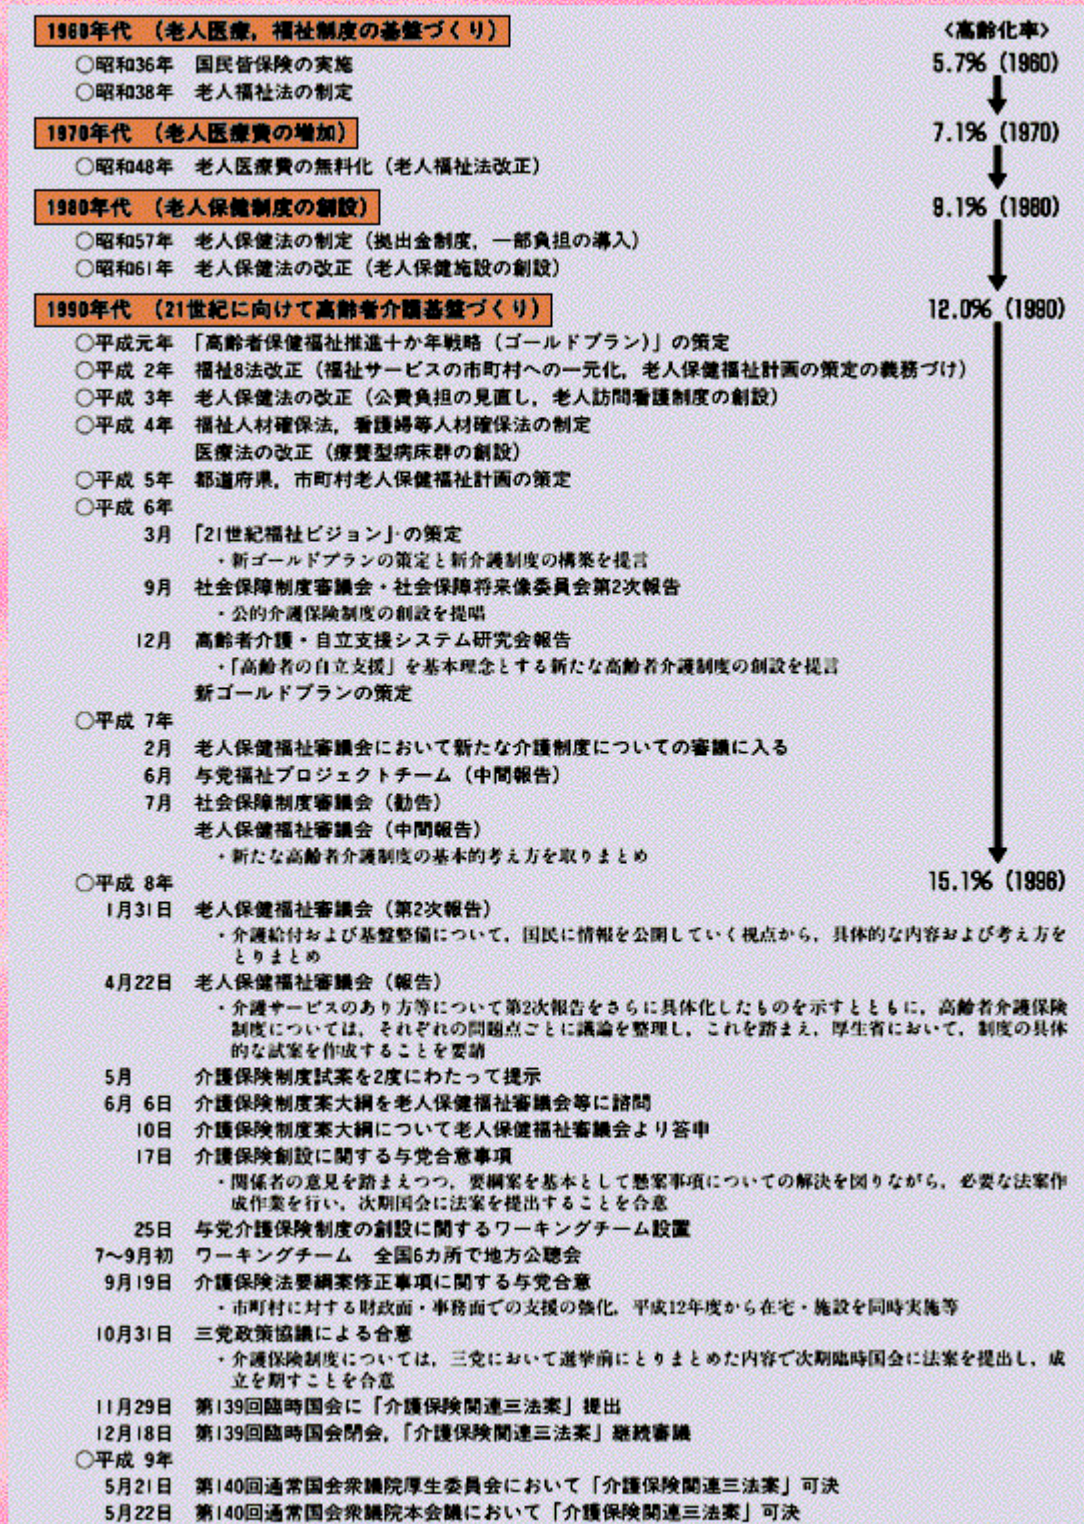 1960年代 (老人医療，福祉制度の基盤づくり)
〈高齢化率〉
○昭和36年 国民皆保険の実施
5.7% (1960)
○昭和38年 老人福祉法の制定
1970年代 (老人医療費の増加)
7.1% (1970)
○昭和48年 老人医療費の無料化 (老人福祉法改正)
1980年代 (老人保健制度の創設)
9.1% (1980)
○昭和57年 老人保健法の制定 (拠出金制度，一部負担の導入)
○昭和61年 老人保健法の改正 (老人保健施設の創設)
1990年代 (21世紀に向けて高齢者介護基盤づくり)
12.0% (1990)
○平成元年 「高齢者保健福祉推進十か年戦略 (ゴールドプラン)」の策定
○平成 2年 福祉8法改正 (福祉サービスの市町村への一元化，老人保健福祉計画の策定の義務づけ)
○平成 3年 老人保健法の改正 (公費負担の見直し，老人訪問看護制度の創設)
○平成 4年 福祉人材確保法，看護婦等人材確保法の制定
医療法の改正 (療養型病床群の創設)
○平成 5年 都道府県，市町村老人保健福祉計画の策定
○平成 6年
3月 「21世紀福祉ビジョン」の策定
・新ゴールドプランの策定と新介護制度の構築を提言
9月 社会保障制度審議会・社会保障将来像委員会第2次報告
・公的介護保険制度の創設を提唱
12月 高齢者介護・自立支援システム研究会報告
・「高齢者の自立支援」を基本理念とする新たな高齢者介護制度の創設を提言
新ゴールドプランの策定
○平成 7年
2月 老人保健福祉審議会において新たな介護制度についての審議に入る
6月 与党福祉プロジェクトチーム (中間報告)
7月 社会保障制度審議会 (勧告)
老人保健福祉審議会 (中間報告)
・新たな高齢者介護制度の基本的考え方を取りまとめ
○平成 8年
15.1% (1996)
1月31日 老人保健福祉審議会 (第2次報告)
・介護給付および基盤整備について，国民に情報を公開していく視点から，具体的な内容および考え方を
とりまとめ
4月22日 老人保健福祉審議会 (報告)
・介護サービスのあり方等について第2次報告をさらに具体化したものを示すとともに，高齢者介護保険
制度については，それぞれの問題点ごとに議論を整理し，これを踏まえ，厚生省において，制度の具体
的な試案を作成することを要請
5月 介護保険制度試案を2度にわたって提示
6月 6日 介護保険制度案大綱を老人保健福祉審議会等に諮問
10日 介護保険制度案大綱について老人保健福祉審議会より答申
17日 介護保険創設に関する与党合意事項
・関係者の意見を踏まえつつ，要綱案を基本として懸案事項についての解決を図りながら，必要な法案作
成作業を行い，次期国会に法案を提出することを合意
25日 与党介護保険制度の創設に関するワーキングチーム設置
7〜9月初 ワーキングチーム 全国6カ所で地方公聴会
9月19日 介護保険法要綱案修正事項に関する与党合意
・市町村に対する財政面・事務面での支援の強化，平成12年度から在宅・施設を同時実施等
10月31日 三党政策協議による合意
・介護保険制度については，三党において選挙前にとりまとめた内容で次期臨時国会に法案を提出し，成
立を期すことを合意
11月29日 第139回臨時国会に「介護保険関連三法案」提出
12月18日 第139回臨時国会閉会，「介護保険関連三法案」継続審議
○平成 9年
5月21日 第140回通常国会衆議院厚生委員会において「介護保険関連三法案」可決
5月22日 第140回通常国会衆議院本会議において「介護保険関連三法案」可決